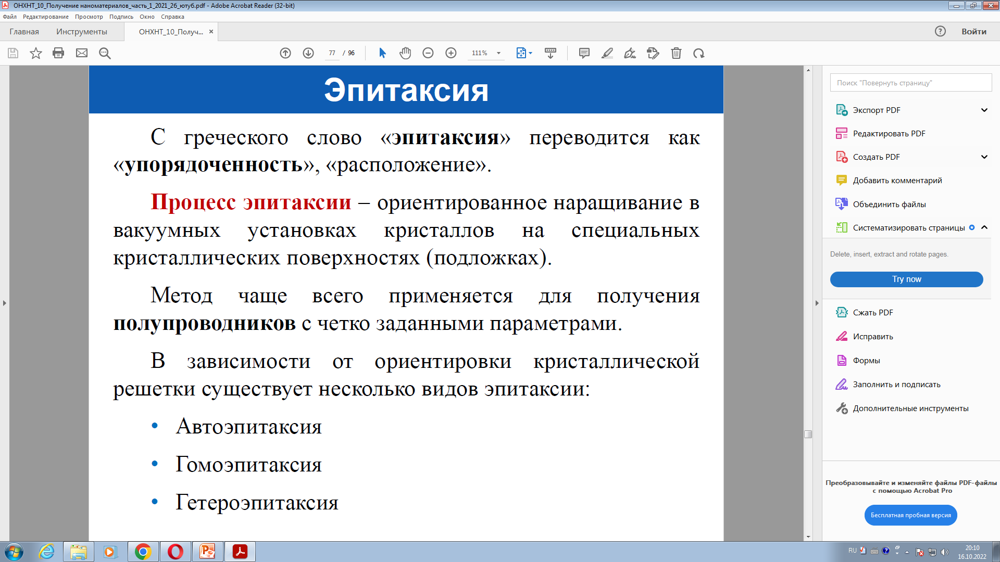 ОНХНТ_10_Получение наноматериалов_часть_1_2021_26_ютуб.pdf - Adobe Acrobat Reader (32-bit)
Файл Редактирование Просмотр Подпись Окно Справка
Главная Инструменты ОНХНТ_10_Получ... × Войти
77 / 96 111%
Эпитаксия
С греческого слово «эпитаксия» переводится как
«упорядоченность», «расположение».
Процесс эпитаксии – ориентированное наращивание в
вакуумных установках кристаллов на специальных
кристаллических поверхностях (подложках).
Метод чаще всего применяется для получения
полупроводников с четко заданными параметрами.
В зависимости от ориентировки кристаллической
решетки существует несколько видов эпитаксии:
• Автоэпитаксия
• Гомоэпитаксия
• Гетероэпитаксия
Поиск "Повернуть страницу"
Экспорт PDF
Редактировать PDF
Создать PDF
Добавить комментарий
Объединить файлы
Систематизировать страницы
Delete, insert, extract and rotate pages.
Try now
Сжать PDF
Исправить
Формы
Заполнить и подписать
Дополнительные инструменты
Преобразовывайте и изменяйте файлы PDF-файлы
с помощью Acrobat Pro
Бесплатная пробная версия
RU
20:10
16.10.2022